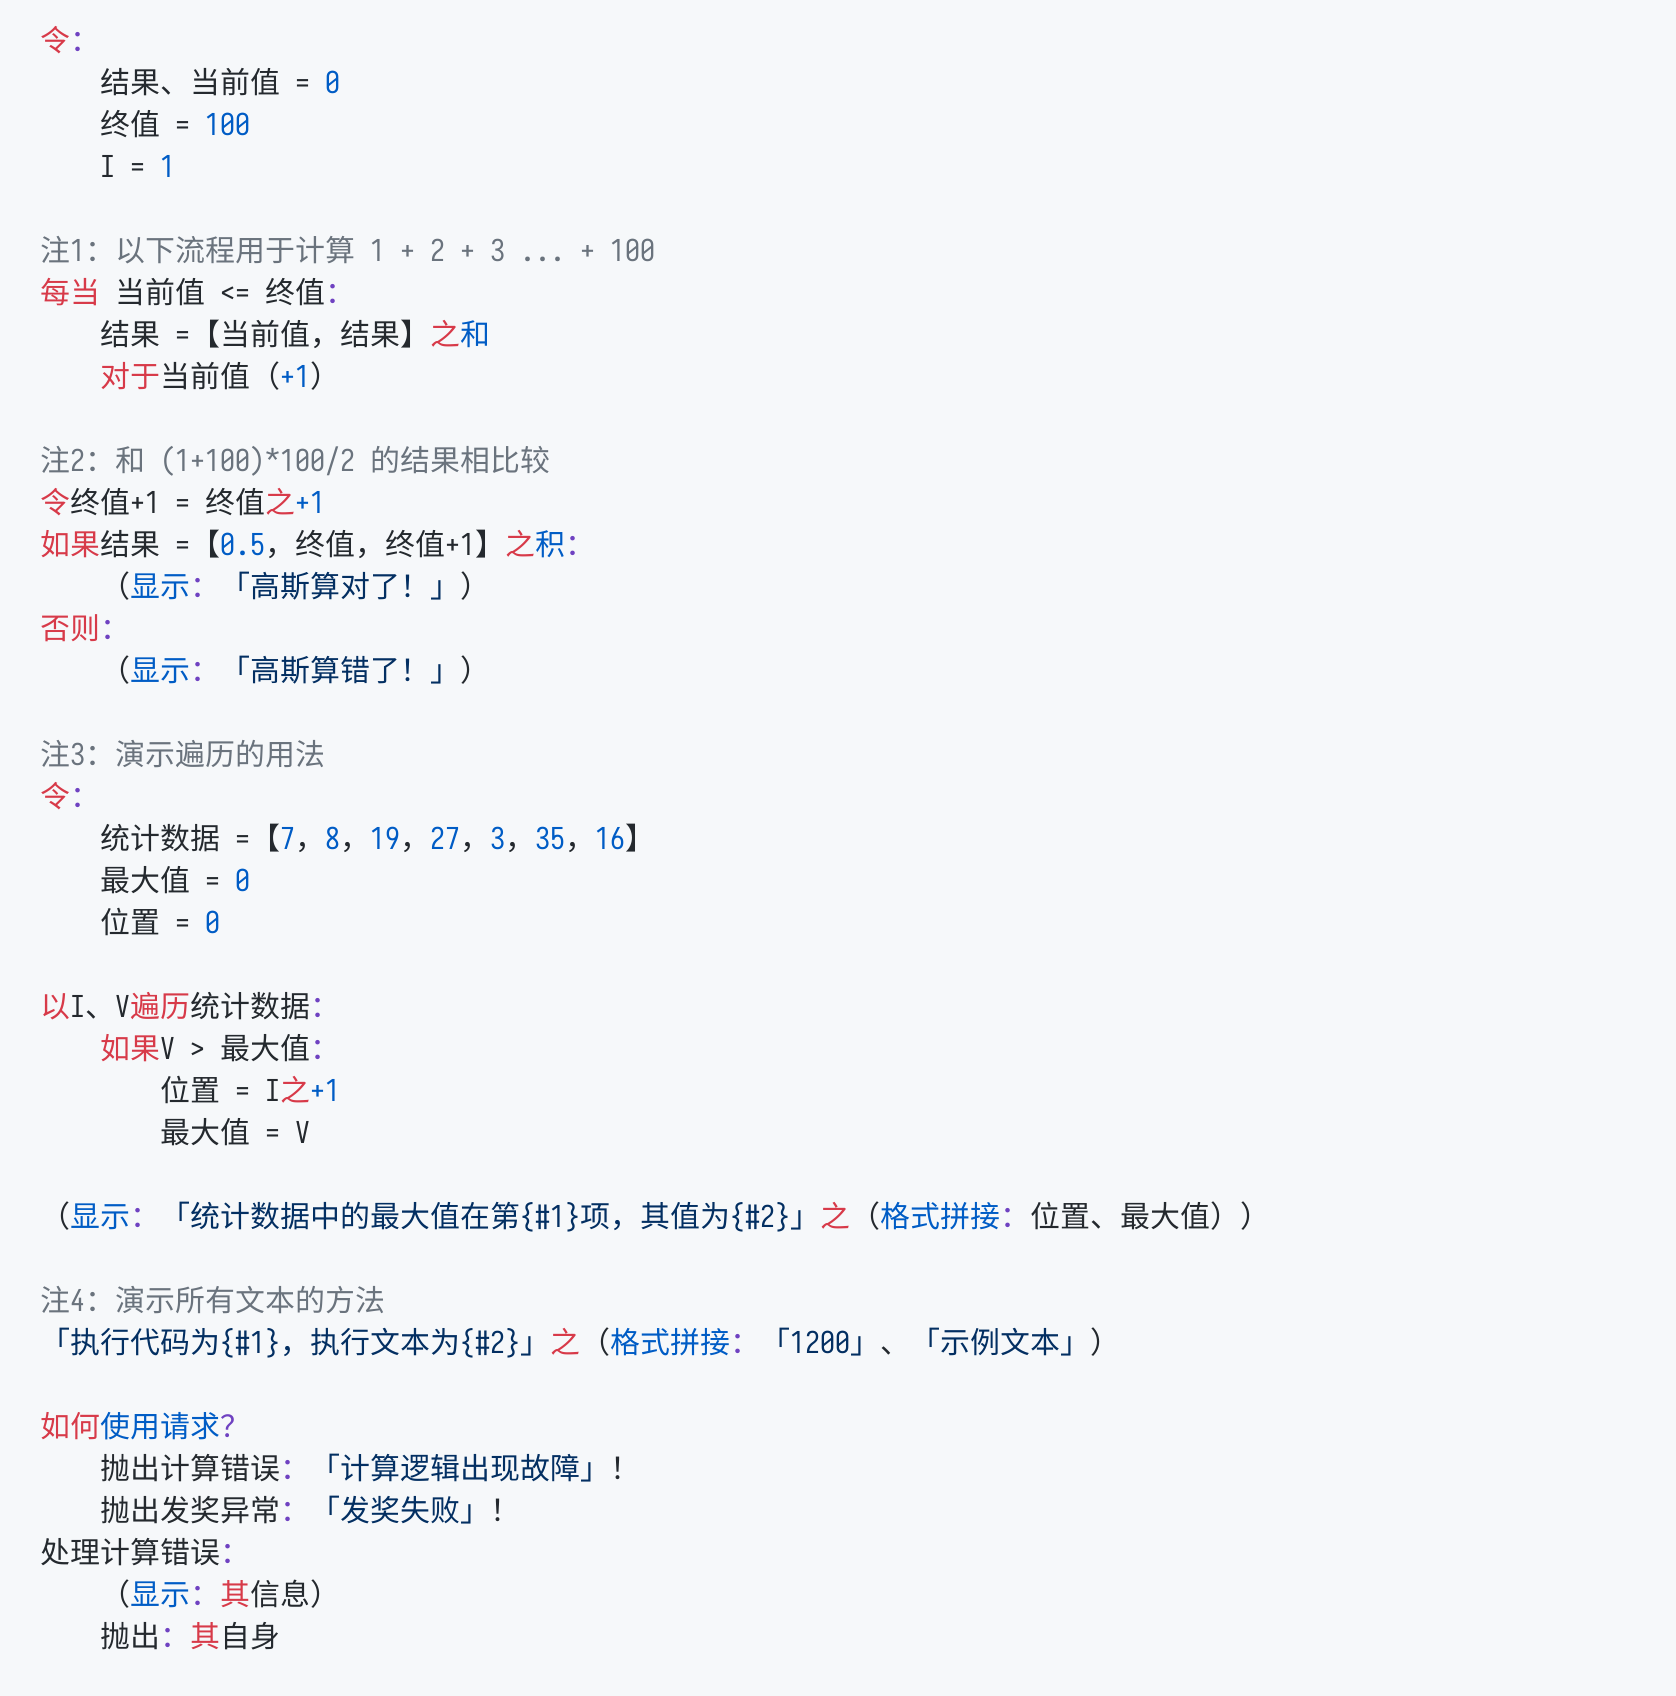 令：
    结果、当前值 = 0
    终值 = 100
    I = 1

注1：以下流程用于计算 1 + 2 + 3 ... + 100
每当 当前值 <= 终值：
    结果 =【当前值，结果】之和
    对于当前值（+1）

注2：和 (1+100)*100/2 的结果相比较
令终值+1 = 终值之+1
如果结果 =【0.5，终值，终值+1】之积：
    （显示：「高斯算对了！」）
否则：
    （显示：「高斯算错了！」）

注3：演示遍历的用法
令：
    统计数据 =【7，8，19，27，3，35，16】
    最大值 = 0
    位置 = 0

以I、V遍历统计数据：
    如果V > 最大值：
        位置 = I之+1
        最大值 = V

（显示：「统计数据中的最大值在第{#1}项，其值为{#2}」之（格式拼接：位置、最大值））

注4：演示所有文本的方法
「执行代码为{#1}，执行文本为{#2}」之（格式拼接：「1200」、「示例文本」）

如何使用请求？
    抛出计算错误：「计算逻辑出现故障」！
    抛出发奖异常：「发奖失败」！
处理计算错误：
    （显示：其信息）
    抛出：其自身